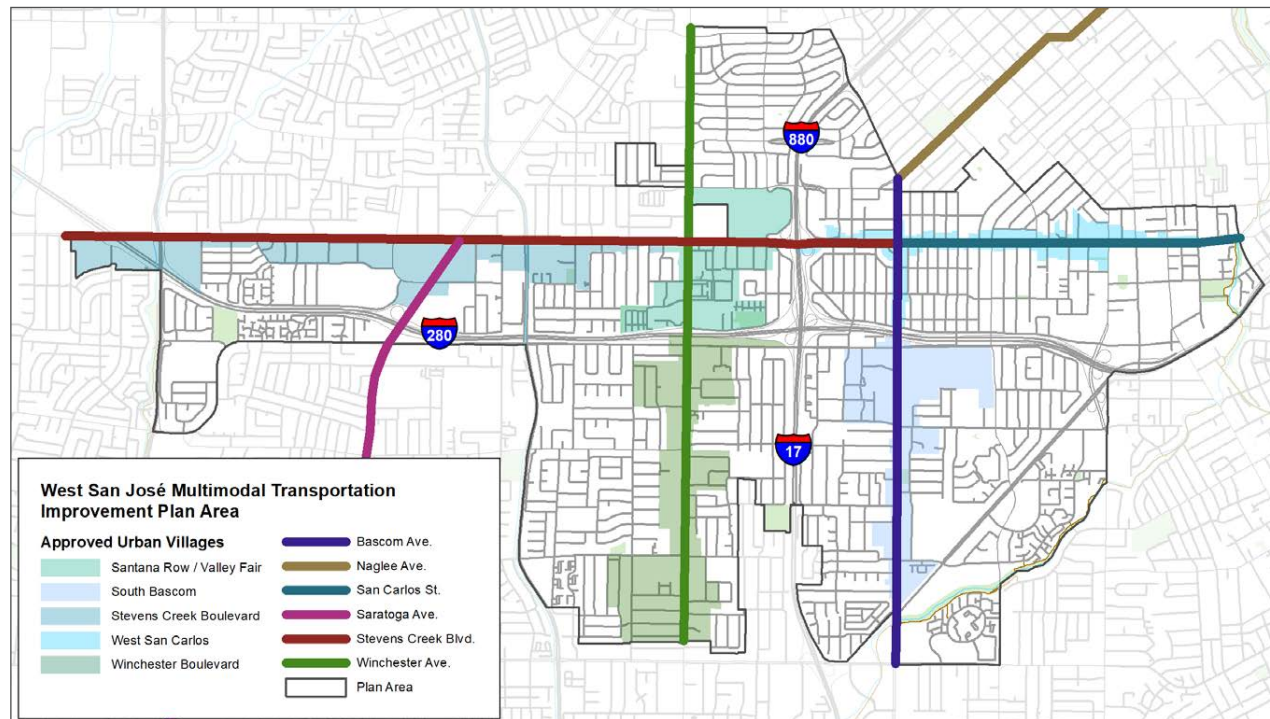 880
280
17
West San José Multimodal Transportation
Improvement Plan Area
Approved Urban Villages
Santana Row / Valley Fair
South Bascom
Stevens Creek Boulevard
West San Carlos
Winchester Boulevard
Bascom Ave.
Naglee Ave.
San Carlos St.
Saratoga Ave.
Stevens Creek Blvd.
Winchester Ave.
Plan Area